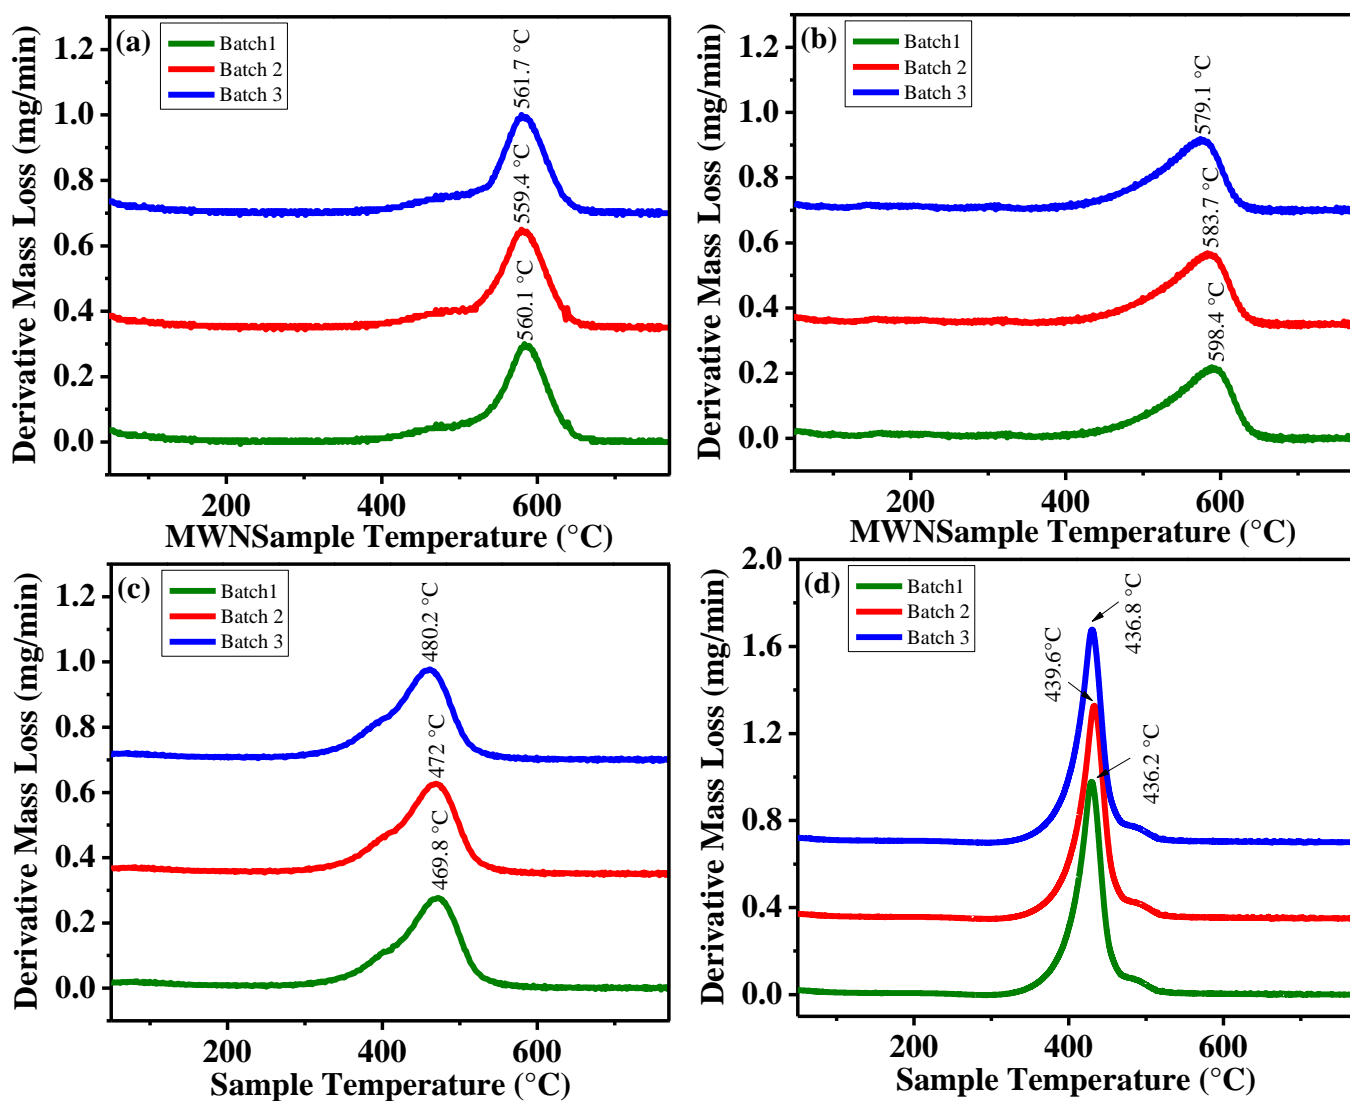 (a)
Batch1
Batch 2
Batch 3
561.7 °C
559.4 °C
560.1 °C
1.2
1.0
0.8
0.6
0.4
0.2
0.0
Derivative Mass Loss (mg/min)
200
400
600
MWNSample Temperature (°C)
(b)
Batch1
Batch 2
Batch 3
579.1 °C
583.7 °C
598.4 °C
1.2
1.0
0.8
0.6
0.4
0.2
0.0
Derivative Mass Loss (mg/min)
200
400
600
MWNSample Temperature (°C)
(c)
Batch1
Batch 2
Batch 3
480.2 °C
472 °C
469.8 °C
1.2
1.0
0.8
0.6
0.4
0.2
0.0
Derivative Mass Loss (mg/min)
200
400
600
Sample Temperature (°C)
(d)
Batch1
Batch 2
Batch 3
436.8 °C
439.6°C
436.2 °C
2.0
1.6
1.2
0.8
0.4
0.0
Derivative Mass Loss (mg/min)
200
400
600
Sample Temperature (°C)